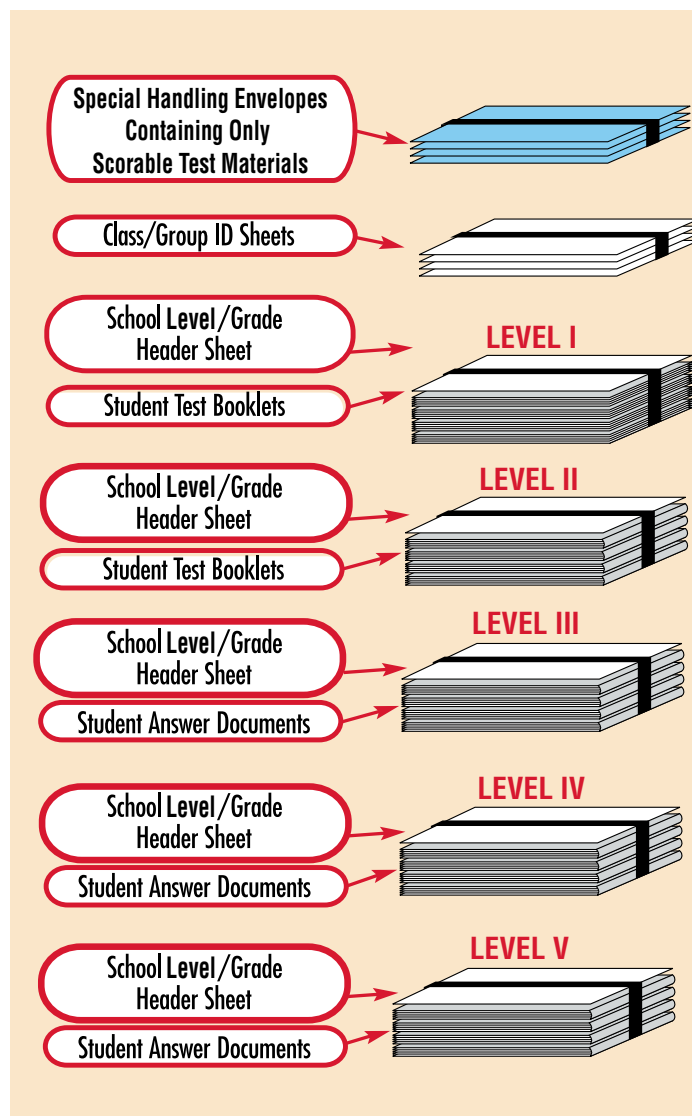 Special Handling Envelopes
Containing Only
Scorable Test Materials
Class/Group ID Sheets
School Level/Grade
Header Sheet
LEVEL I
Student Test Booklets
School Level/Grade
Header Sheet
LEVEL II
Student Test Booklets
School Level/Grade
Header Sheet
LEVEL III
Student Answer Documents
School Level/Grade
Header Sheet
LEVEL IV
Student Answer Documents
School Level/Grade
Header Sheet
LEVEL V
Student Answer Documents